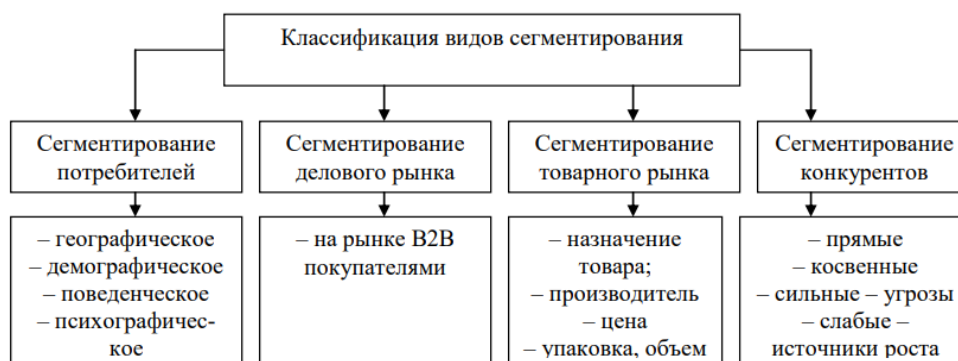 Классификация видов сегментирования
Сегментирование
потребителей
Сегментирование
делового рынка
Сегментирование
товарного рынка
Сегментирование
конкурентов
– географическое
– демографическое
– поведенческое
– психографичес-
кое
– на рынке B2B
покупателями
– назначение
товара;
– производитель
– цена
– упаковка, объем
– прямые
– косвенные
– сильные – угрозы
– слабые –
источники роста